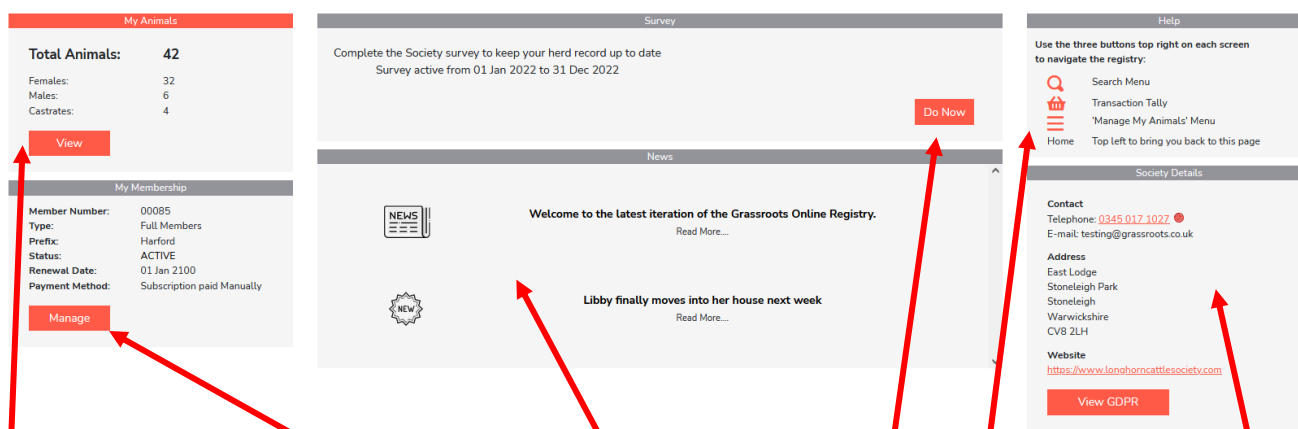 My Animals
Total Animals: 42
Females: 32
Males: 6
Castrates: 4
View
My Membership
Member Number: 00085
Type: Full Members
Prefix: Harford
Status: ACTIVE
Renewal Date: 01 Jan 2100
Payment Method: Subscription paid Manually
Manage
Survey
Complete the Society survey to keep your herd record up to date
Survey active from 01 Jan 2022 to 31 Dec 2022
Do Now
News
NEWS
Welcome to the latest iteration of the Grassroots Online Registry.
Read More....
NEW
Libby finally moves into her house next week
Read More....
Help
Use the three buttons top right on each screen
to navigate the registry:
Search Menu
Transaction Tally
'Manage My Animals' Menu
Home Top left to bring you back to this page
Society Details
Contact
Telephone: 0345 017 1027
E-mail: testing@grassroots.co.uk
Address
East Lodge
Stoneleigh Park
Stoneleigh
Warwickshire
CV8 2LH
Website
https://www.longhorncattlesociety.com
View GDPR